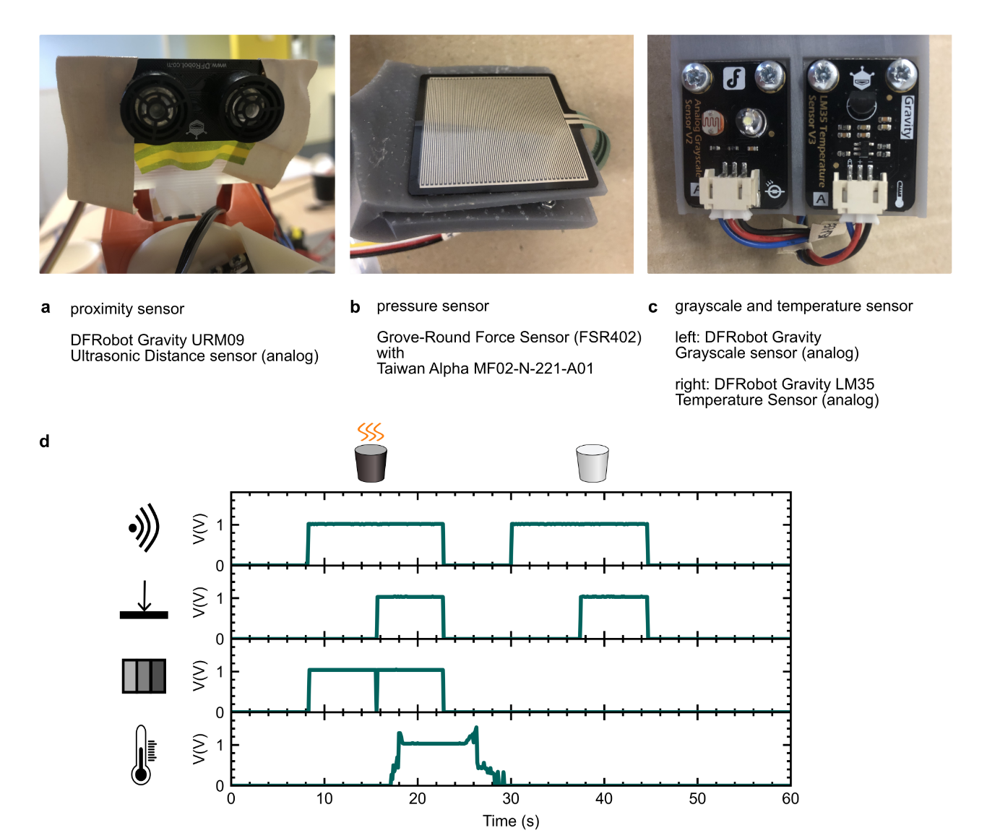 www.DFRobot.com
Analog Grayscale
Sensor V2
A
LM35 Temperature
Sensor V3
A
Gravity
a proximity sensor
DFRobot Gravity URM09
Ultrasonic Distance sensor (analog)
b pressure sensor
Grove-Round Force Sensor (FSR402)
with
Taiwan Alpha MF02-N-221-A01
c grayscale and temperature sensor
left: DFRobot Gravity
Grayscale sensor (analog)
right: DFRobot Gravity LM35
Temperature Sensor (analog)
d
V(V)
1
0
V(V)
1
0
V(V)
1
0
V(V)
1
0
0 10 20 30 40 50 60
Time (s)